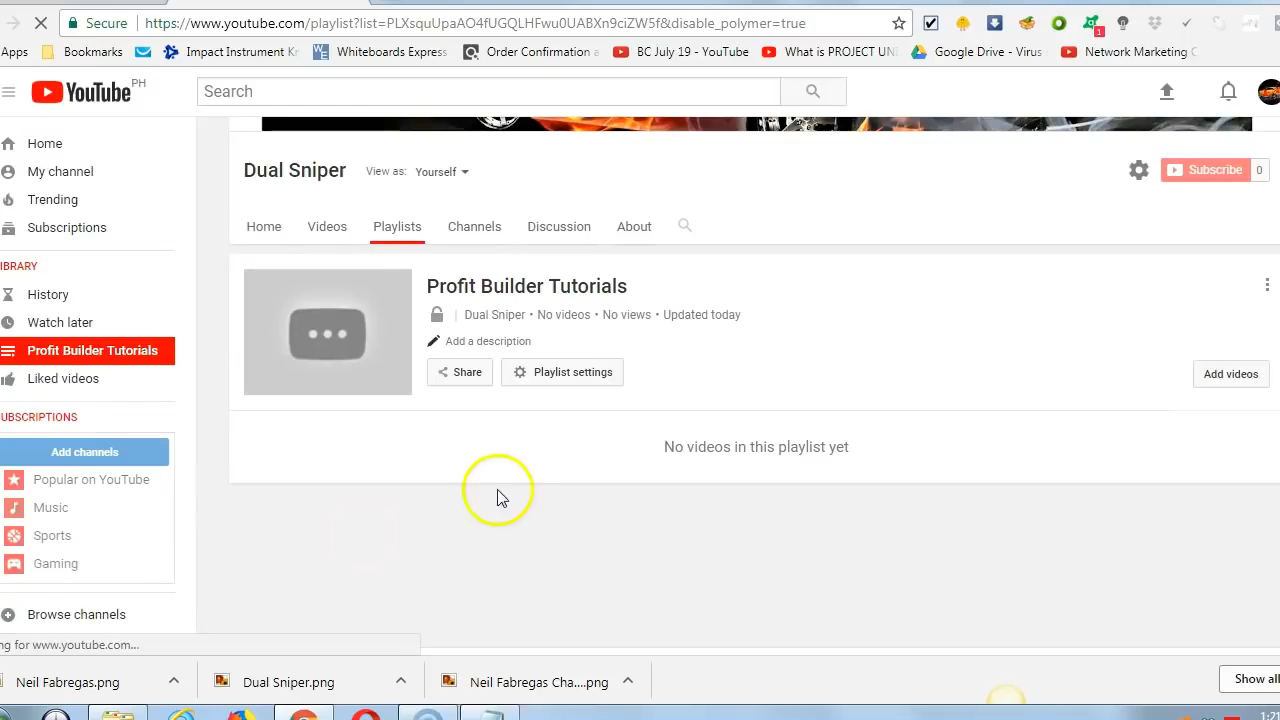 Secure https://www.youtube.com/playlist?list=PLXsquUpaAO4fUGQLHFwu0UABXn9ciZW5f&disable_polymer=true
1
Apps Bookmarks Impact Instrument Kr Whiteboards Express Order Confirmation a BC July 19 - YouTube What is PROJECT UNI Google Drive - Virus Network Marketing C
YouTube PH Search
Home
My channel
Trending
Subscriptions
IBRARY
History
Watch later
Profit Builder Tutorials
Liked videos
UBSCRIPTIONS
Add channels
Popular on YouTube
Music
Sports
Gaming
Browse channels
Dual Sniper View as: Yourself Subscribe 0
Home Videos Playlists Channels Discussion About
Profit Builder Tutorials
Dual Sniper • No videos • No views • Updated today
Add a description
Share Playlist settings Add videos
No videos in this playlist yet
ng for www.youtube.com...
Neil Fabregas.png Dual Sniper.png Neil Fabregas Cha....png Show all